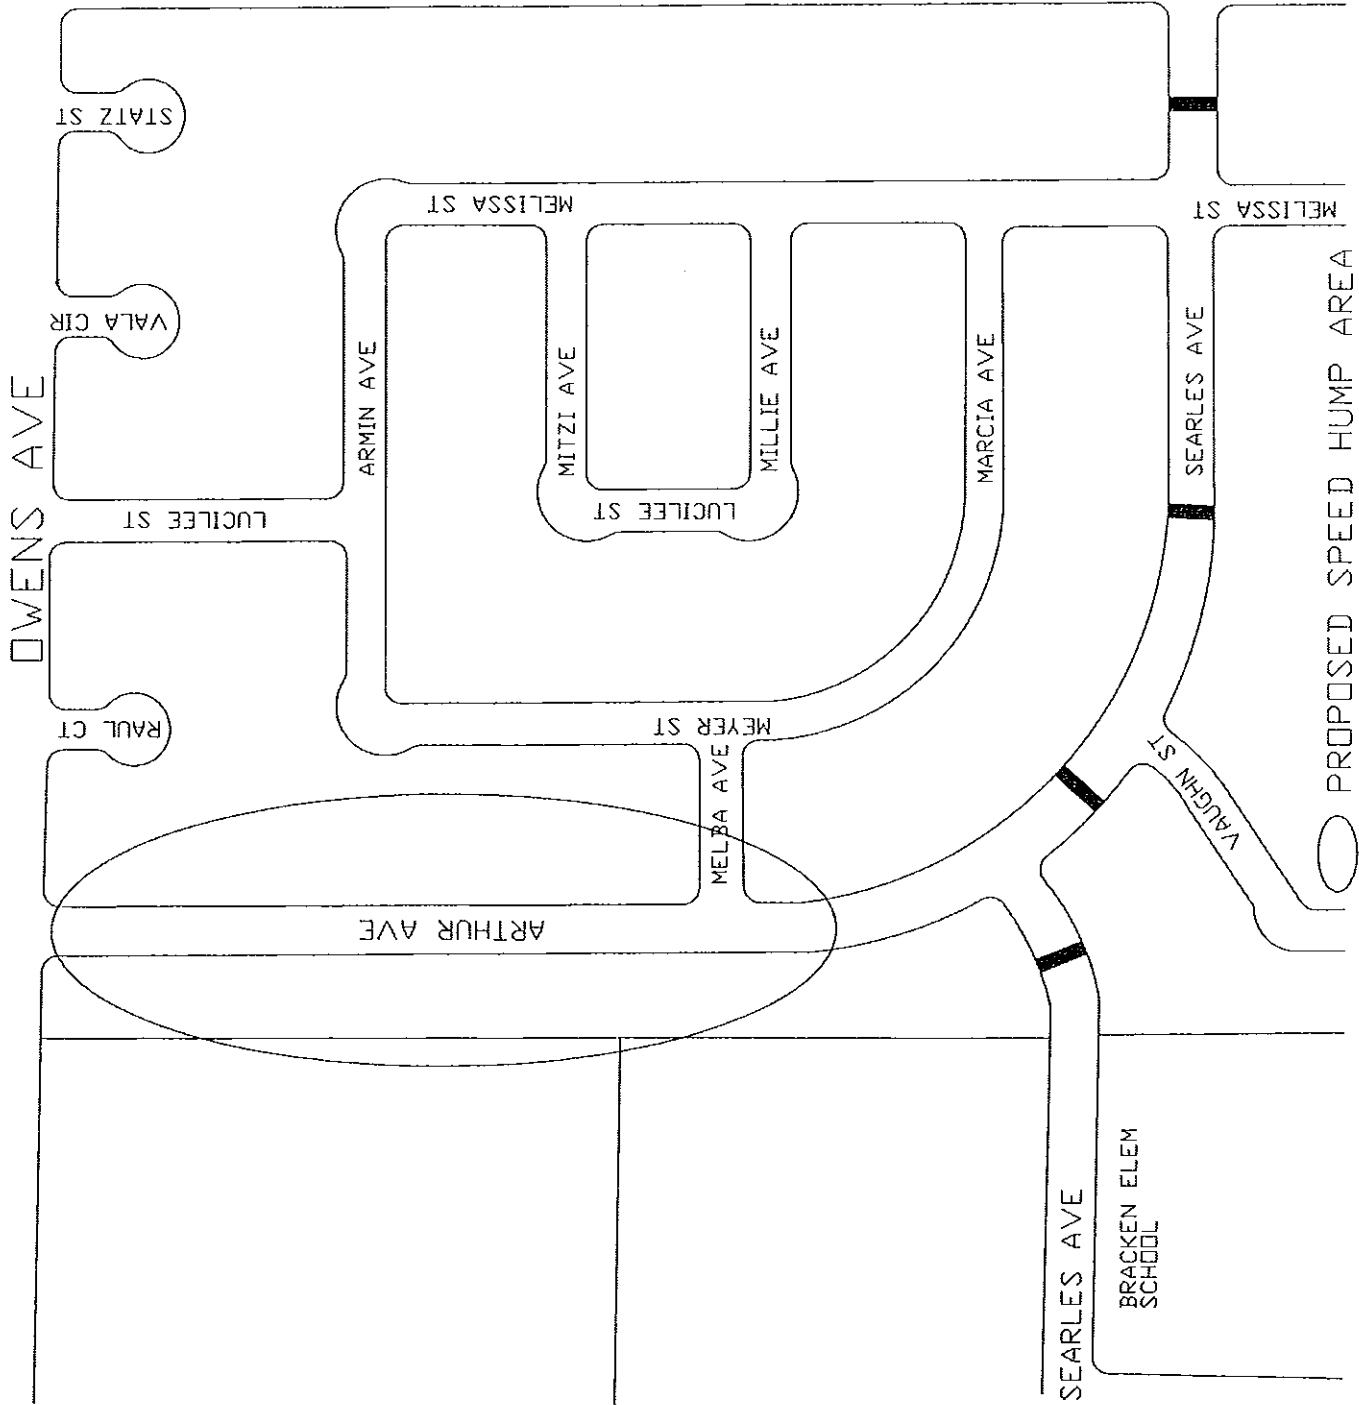 OWENS AVE
STATZ ST
VALA CIR
RAUL CT
LUCILEE ST
ARMIN AVE
MELISSA ST
MITZI AVE
LUCILEE ST
MILLIE AVE
MARCIA AVE
MELISSA ST
SEARLES AVE
MEYER ST
MELBA AVE
ARTHUR AVE
VAUGHN ST
SEARLES AVE
BRACKEN ELEM
SCHOOL
PROPOSED SPEED HUMP AREA